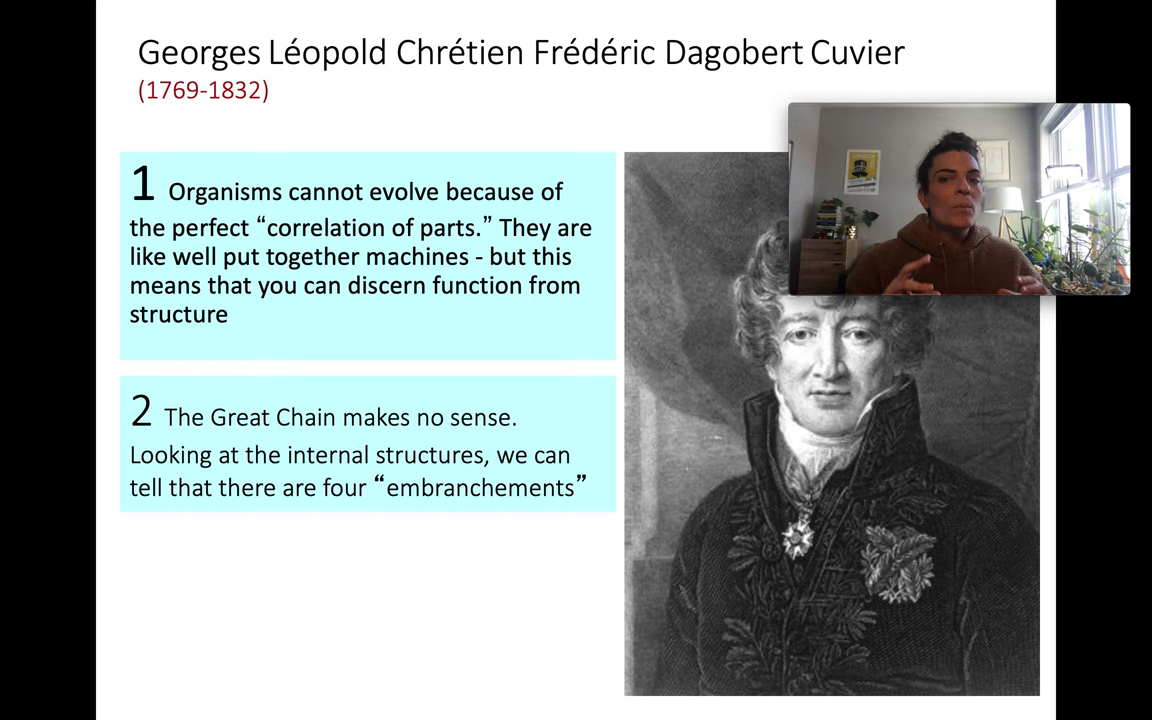 Georges Léopold Chrétien Frédéric Dagobert Cuvier
(1769-1832)
1 Organisms cannot evolve because of
the perfect “correlation of parts.” They are
like well put together machines - but this
means that you can discern function from
structure
2 The Great Chain makes no sense.
Looking at the internal structures, we can
tell that there are four “embranchements”